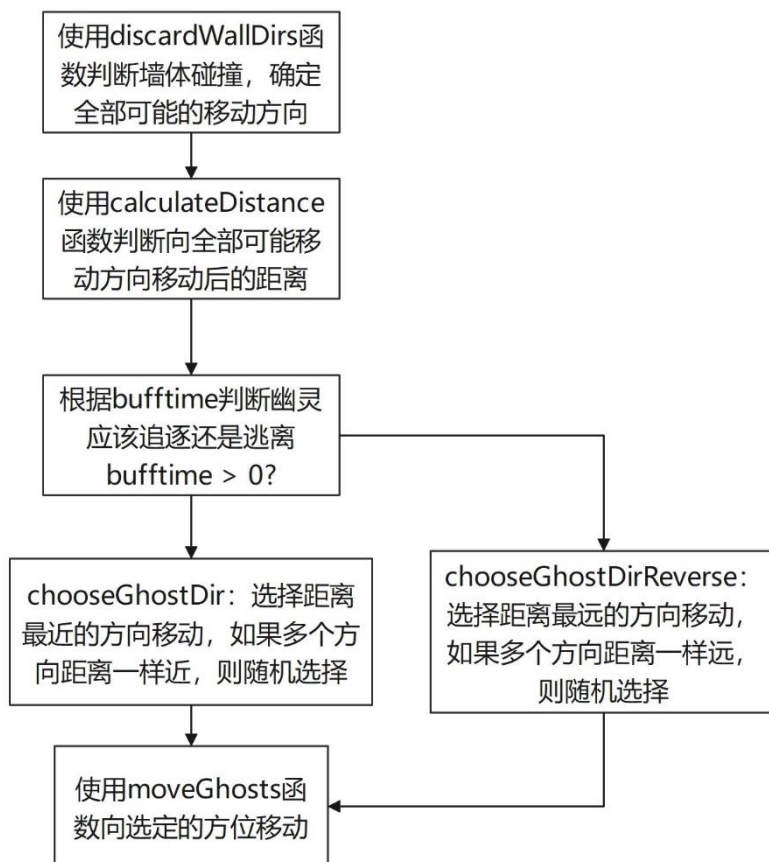 使用discardWallDirs函
数判断墙体碰撞，确定
全部可能的移动方向
使用calculateDistance
函数判断向全部可能移
动方向移动后的距离
根据bufftime判断幽灵
应该追逐还是逃离
bufftime > 0?
chooseGhostDir：选择距离
最近的方向移动，如果多个方
向距离一样近，则随机选择
chooseGhostDirReverse：
选择距离最远的方向移动，
如果多个方向距离一样远，
则随机选择
使用moveGhosts函
数向选定的方位移动